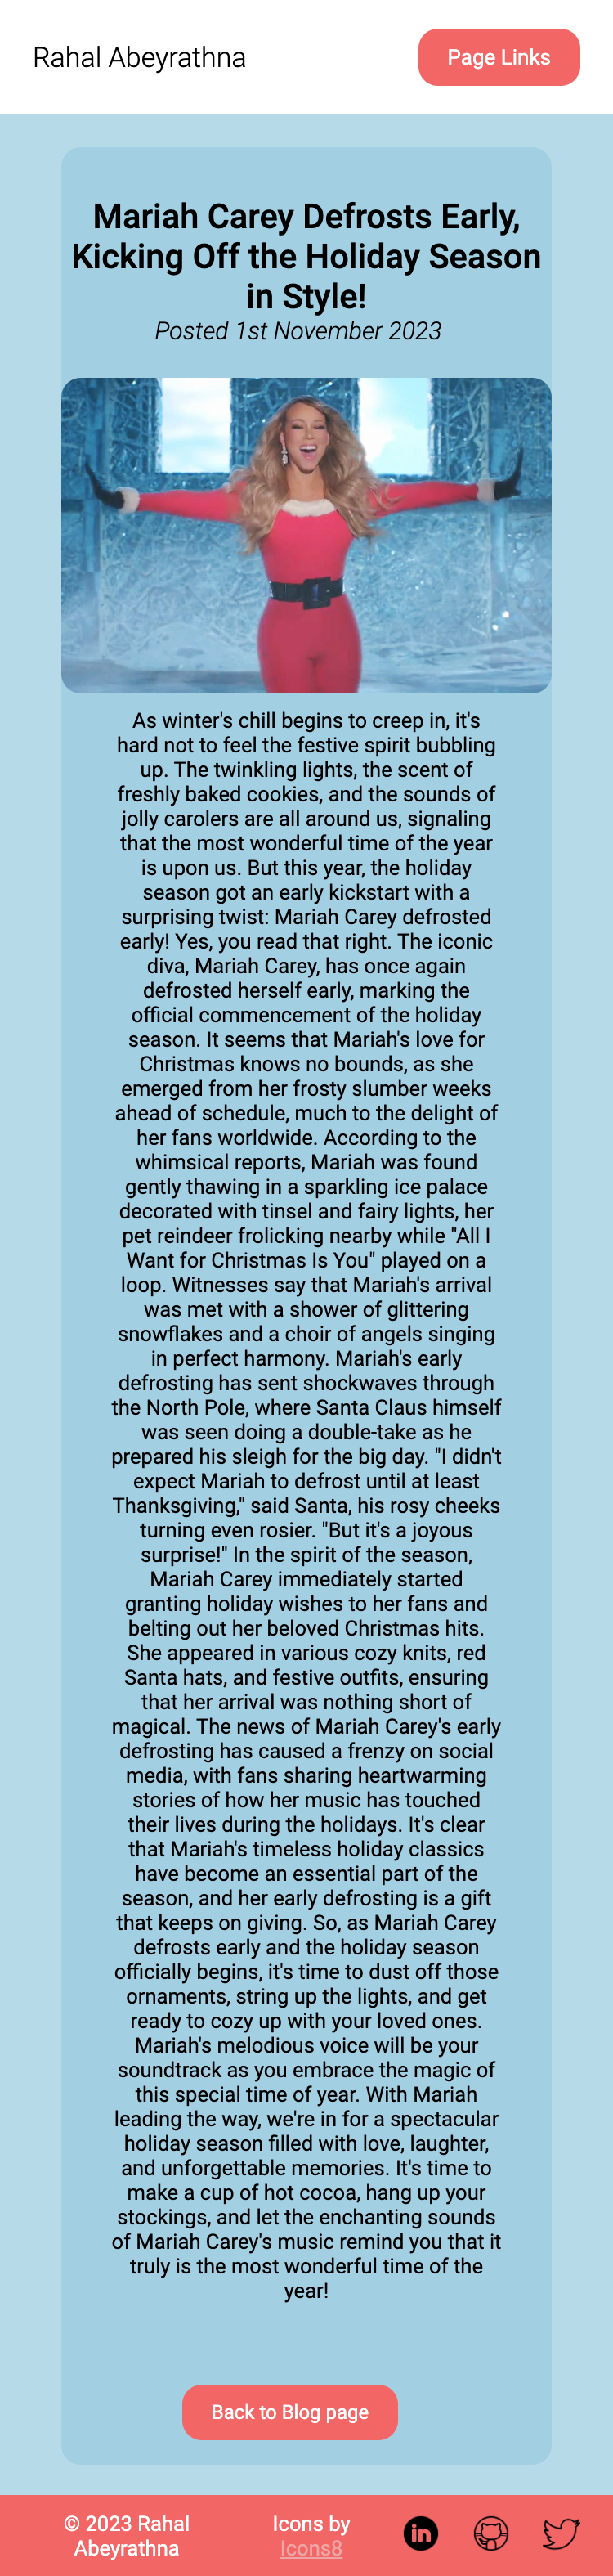 Rahal Abeyrathna
Page Links
Mariah Carey Defrosts Early,
Kicking Off the Holiday Season
in Style!
Posted 1st November 2023
As winter's chill begins to creep in, it's
hard not to feel the festive spirit bubbling
up. The twinkling lights, the scent of
freshly baked cookies, and the sounds of
jolly carolers are all around us, signaling
that the most wonderful time of the year
is upon us. But this year, the holiday
season got an early kickstart with a
surprising twist: Mariah Carey defrosted
early! Yes, you read that right. The iconic
diva, Mariah Carey, has once again
defrosted herself early, marking the
official commencement of the holiday
season. It seems that Mariah's love for
Christmas knows no bounds, as she
emerged from her frosty slumber weeks
ahead of schedule, much to the delight of
her fans worldwide. According to the
whimsical reports, Mariah was found
gently thawing in a sparkling ice palace
decorated with tinsel and fairy lights, her
pet reindeer frolicking nearby while "All I
Want for Christmas Is You" played on a
loop. Witnesses say that Mariah's arrival
was met with a shower of glittering
snowflakes and a choir of angels singing
in perfect harmony. Mariah's early
defrosting has sent shockwaves through
the North Pole, where Santa Claus himself
was seen doing a double-take as he
prepared his sleigh for the big day. "I didn't
expect Mariah to defrost until at least
Thanksgiving," said Santa, his rosy cheeks
turning even rosier. "But it's a joyous
surprise!" In the spirit of the season,
Mariah Carey immediately started
granting holiday wishes to her fans and
belting out her beloved Christmas hits.
She appeared in various cozy knits, red
Santa hats, and festive outfits, ensuring
that her arrival was nothing short of
magical. The news of Mariah Carey's early
defrosting has caused a frenzy on social
media, with fans sharing heartwarming
stories of how her music has touched
their lives during the holidays. It's clear
that Mariah's timeless holiday classics
have become an essential part of the
season, and her early defrosting is a gift
that keeps on giving. So, as Mariah Carey
defrosts early and the holiday season
officially begins, it's time to dust off those
ornaments, string up the lights, and get
ready to cozy up with your loved ones.
Mariah's melodious voice will be your
soundtrack as you embrace the magic of
this special time of year. With Mariah
leading the way, we're in for a spectacular
holiday season filled with love, laughter,
and unforgettable memories. It's time to
make a cup of hot cocoa, hang up your
stockings, and let the enchanting sounds
of Mariah Carey's music remind you that it
truly is the most wonderful time of the
year!
Back to Blog page
© 2023 Rahal
Abeyrathna
Icons by
Icons8
in